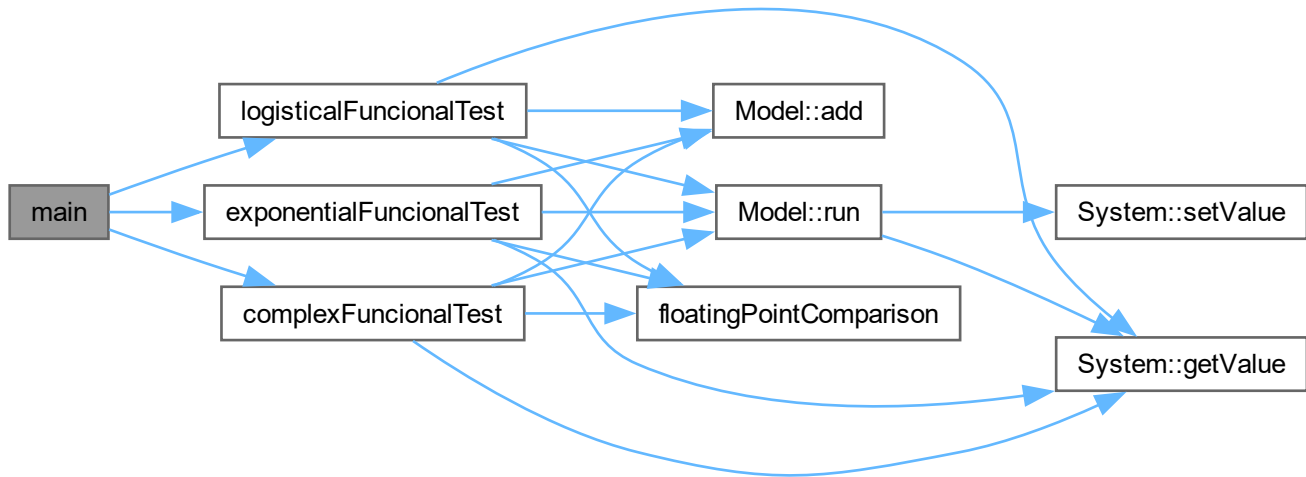 main
logisticalFuncionalTest
exponentialFuncionalTest
complexFuncionalTest
Model::add
Model::run
floatingPointComparison
System::setValue
System::getValue